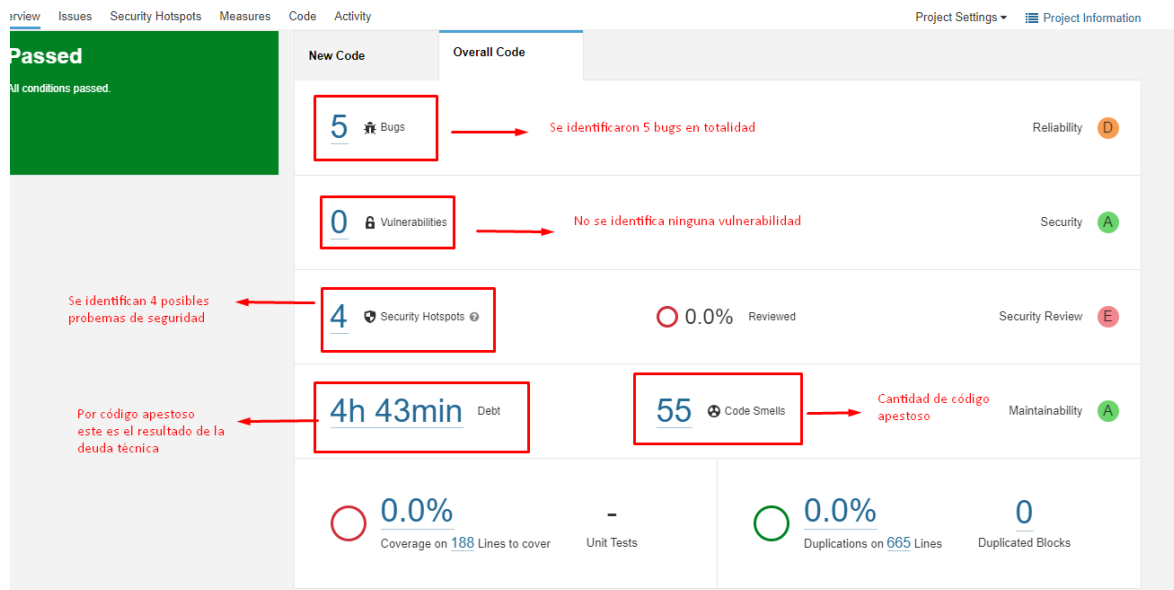 erview Issues Security Hotspots Measures Code Activity Project Settings Project Information
Passed
All conditions passed.
New Code Overall Code
5 Bugs Se identificaron 5 bugs en totalidad Reliability D
0 Vulnerabilities No se identifica ninguna vulnerabilidad Security A
Se identifican 4 posibles
probemas de seguridad
4 Security Hotspots ? 0.0% Reviewed Security Review E
Por código apestoso
este es el resultado de la
deuda técnica
4h 43min Debt 55 Code Smells
Cantidad de código
apestoso
Maintainability A
0.0% - 0.0% 0
Coverage on 188 Lines to cover Unit Tests Duplications on 665 Lines Duplicated Blocks